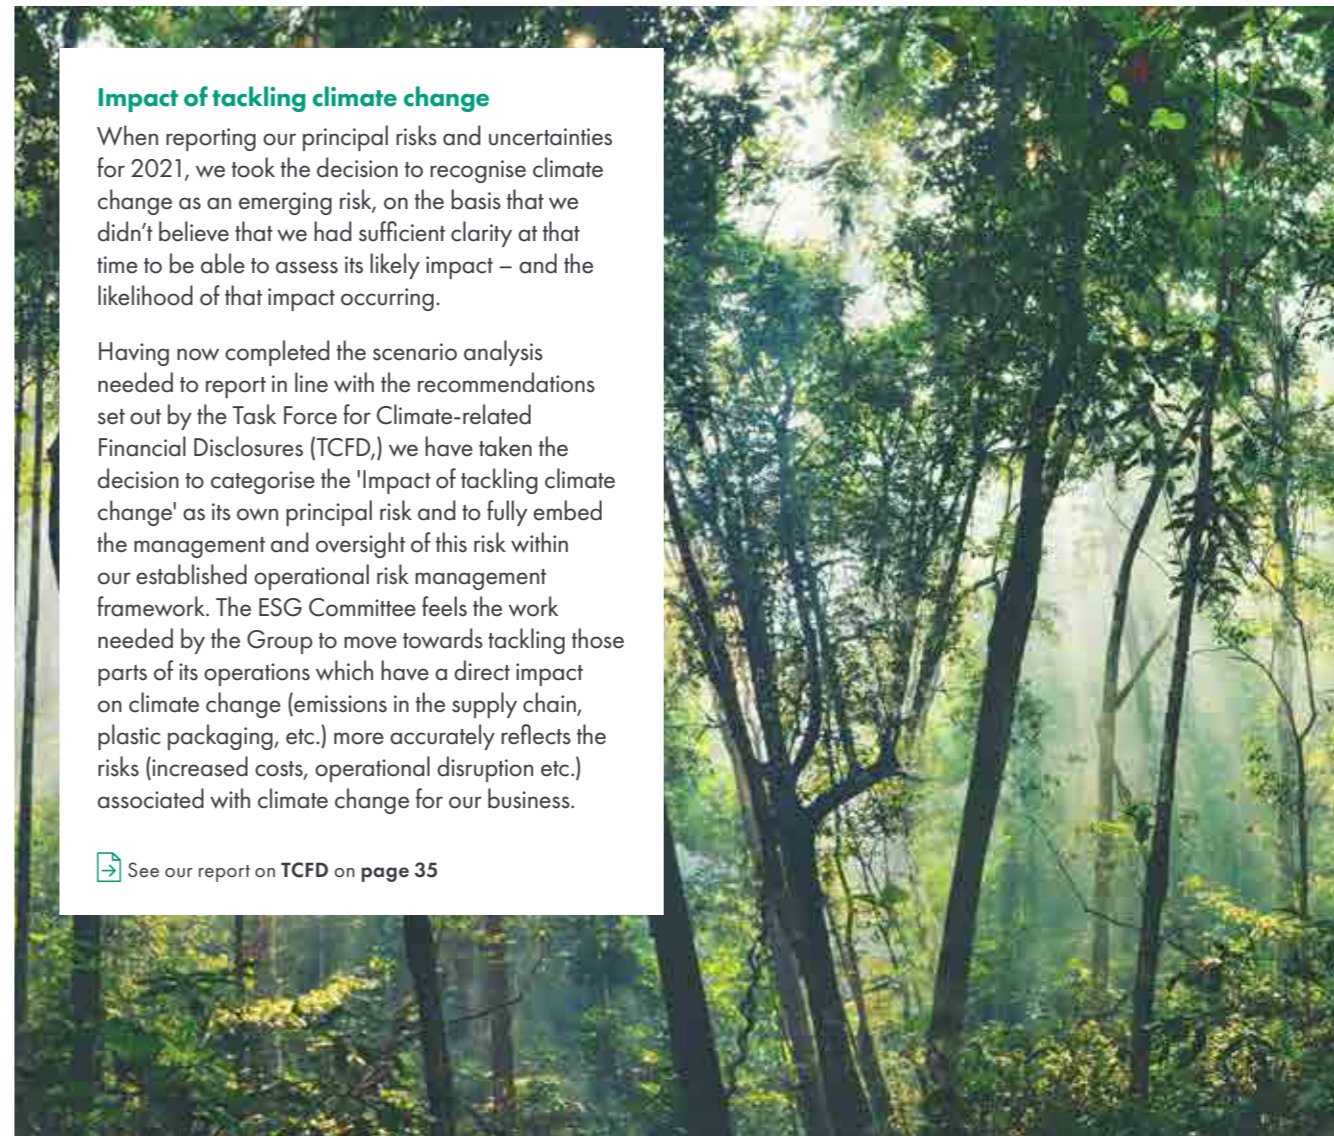 Impact of tackling climate change
When reporting our principal risks and uncertainties
for 2021, we took the decision to recognise climate
change as an emerging risk, on the basis that we
didn’t believe that we had sufficient clarity at that
time to be able to assess its likely impact – and the
likelihood of that impact occurring.
Having now completed the scenario analysis
needed to report in line with the recommendations
set out by the Task Force for Climate-related
Financial Disclosures (TCFD,) we have taken the
decision to categorise the 'Impact of tackling climate
change' as its own principal risk and to fully embed
the management and oversight of this risk within
our established operational risk management
framework. The ESG Committee feels the work
needed by the Group to move towards tackling those
parts of its operations which have a direct impact
on climate change (emissions in the supply chain,
plastic packaging, etc.) more accurately reflects the
risks (increased costs, operational disruption etc.)
associated with climate change for our business.
See our report on TCFD on page 35